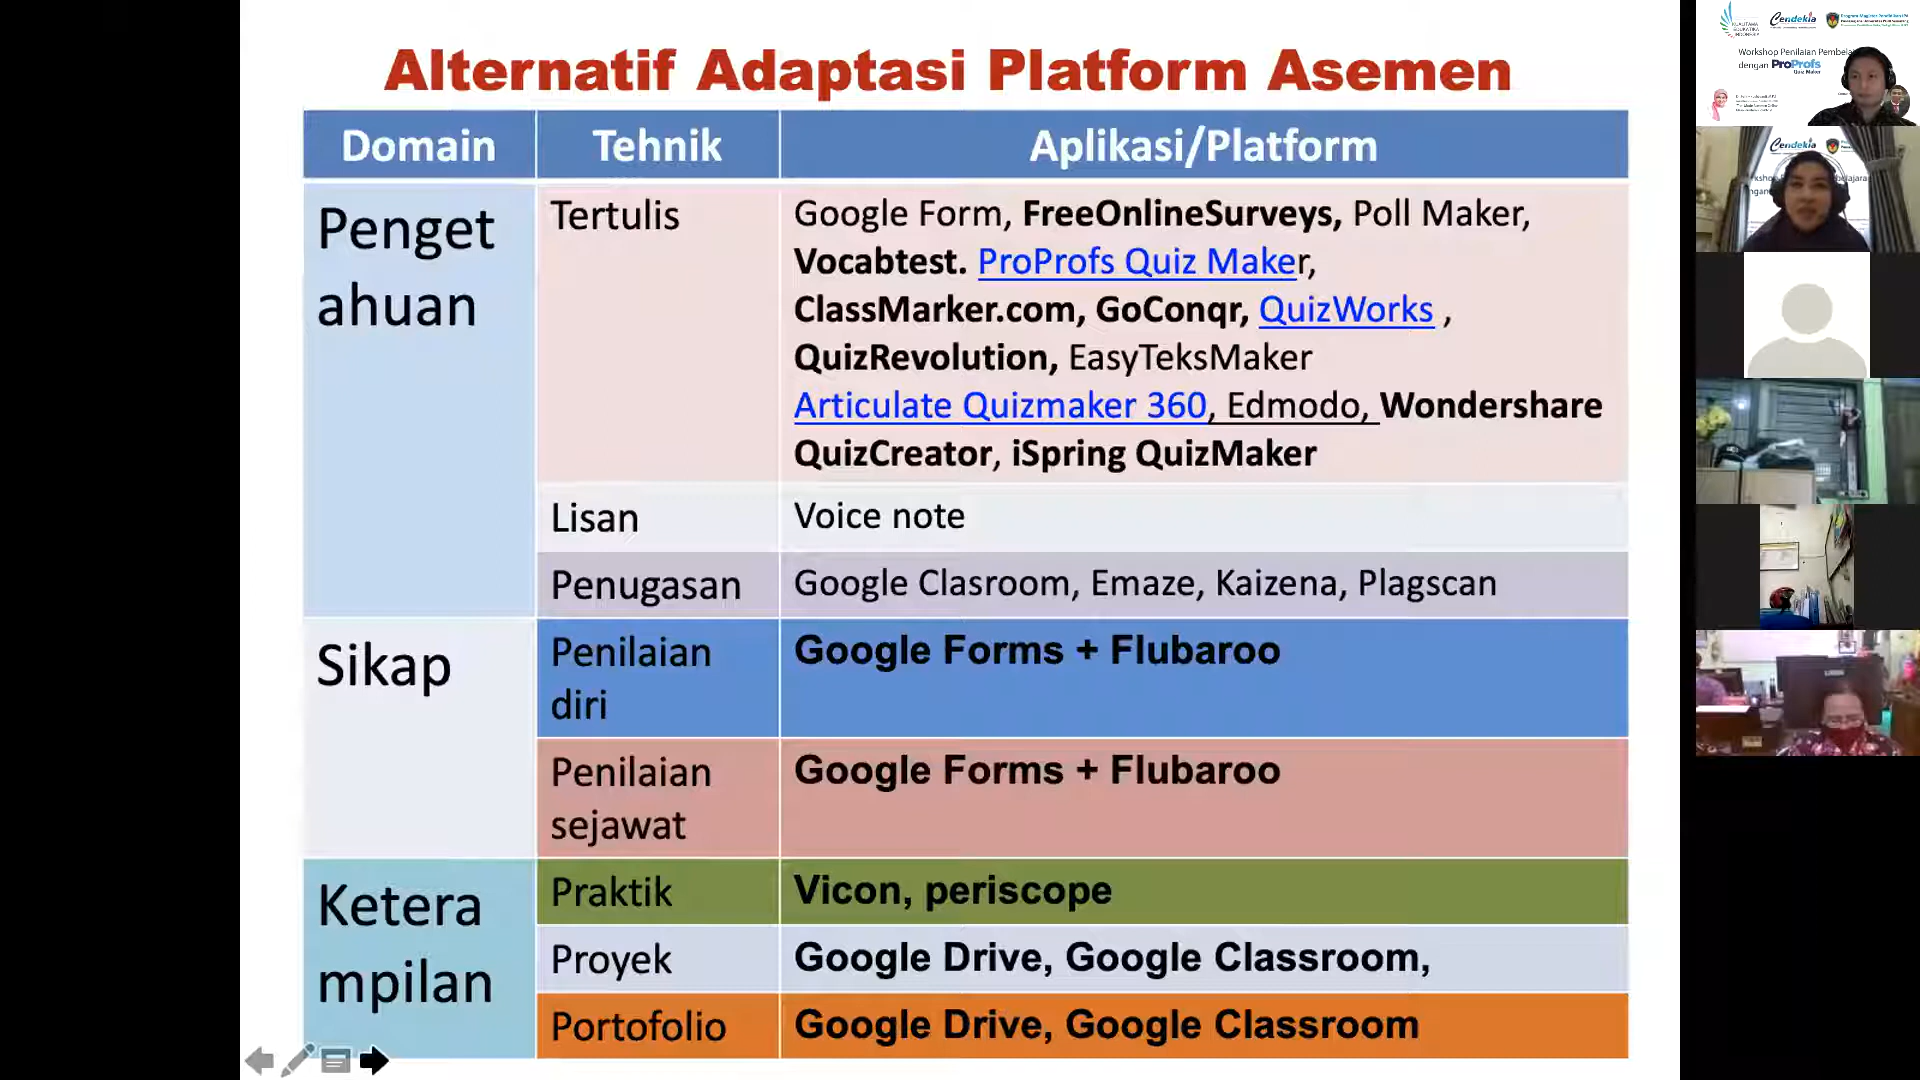 Alternatif Adaptasi Platform Asemen
Domain
Tehnik
Aplikasi/Platform
Penget
ahuan
Tertulis
Google Form, FreeOnlineSurveys, Poll Maker,
Vocabtest. ProProfs Quiz Maker,
ClassMarker.com, GoConqr, QuizWorks ,
QuizRevolution, EasyTeksMaker
Articulate Quizmaker 360, Edmodo, Wondershare
QuizCreator, iSpring QuizMaker
Lisan
Voice note
Penugasan
Google Clasroom, Emaze, Kaizena, Plagscan
Sikap
Penilaian
diri
Google Forms + Flubaroo
Penilaian
sejawat
Google Forms + Flubaroo
Ketera
mpilan
Praktik
Vicon, periscope
Proyek
Google Drive, Google Classroom,
Portofolio
Google Drive, Google Classroom
Cendekia
Workshop Penilaian
dengan ProProfs
Quiz Maker
Cendekia